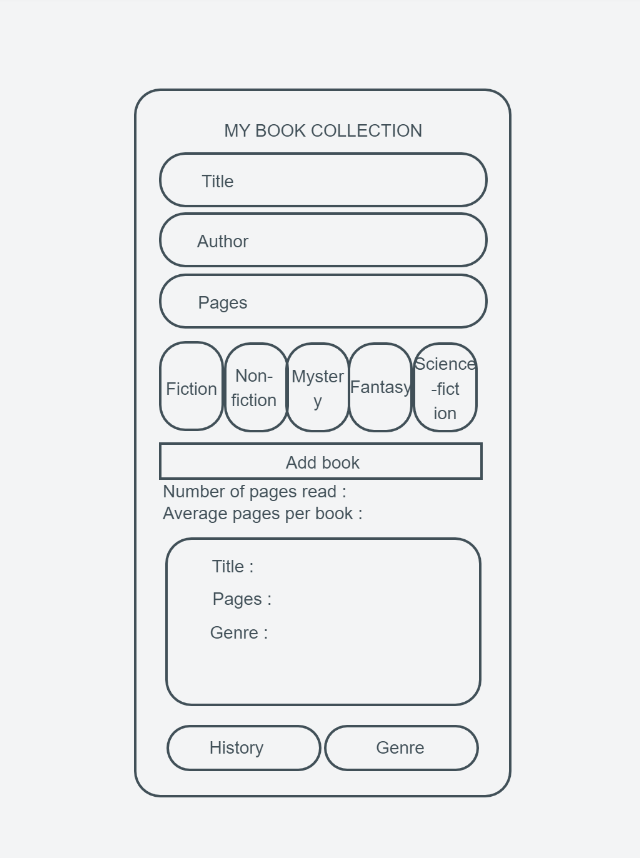 MY BOOK COLLECTION
Title
Author
Pages
Fiction
Non-
fiction
Myster
y
Fantasy
Science
-fict
ion
Add book
Number of pages read :
Average pages per book :
Title :
Pages :
Genre :
History
Genre